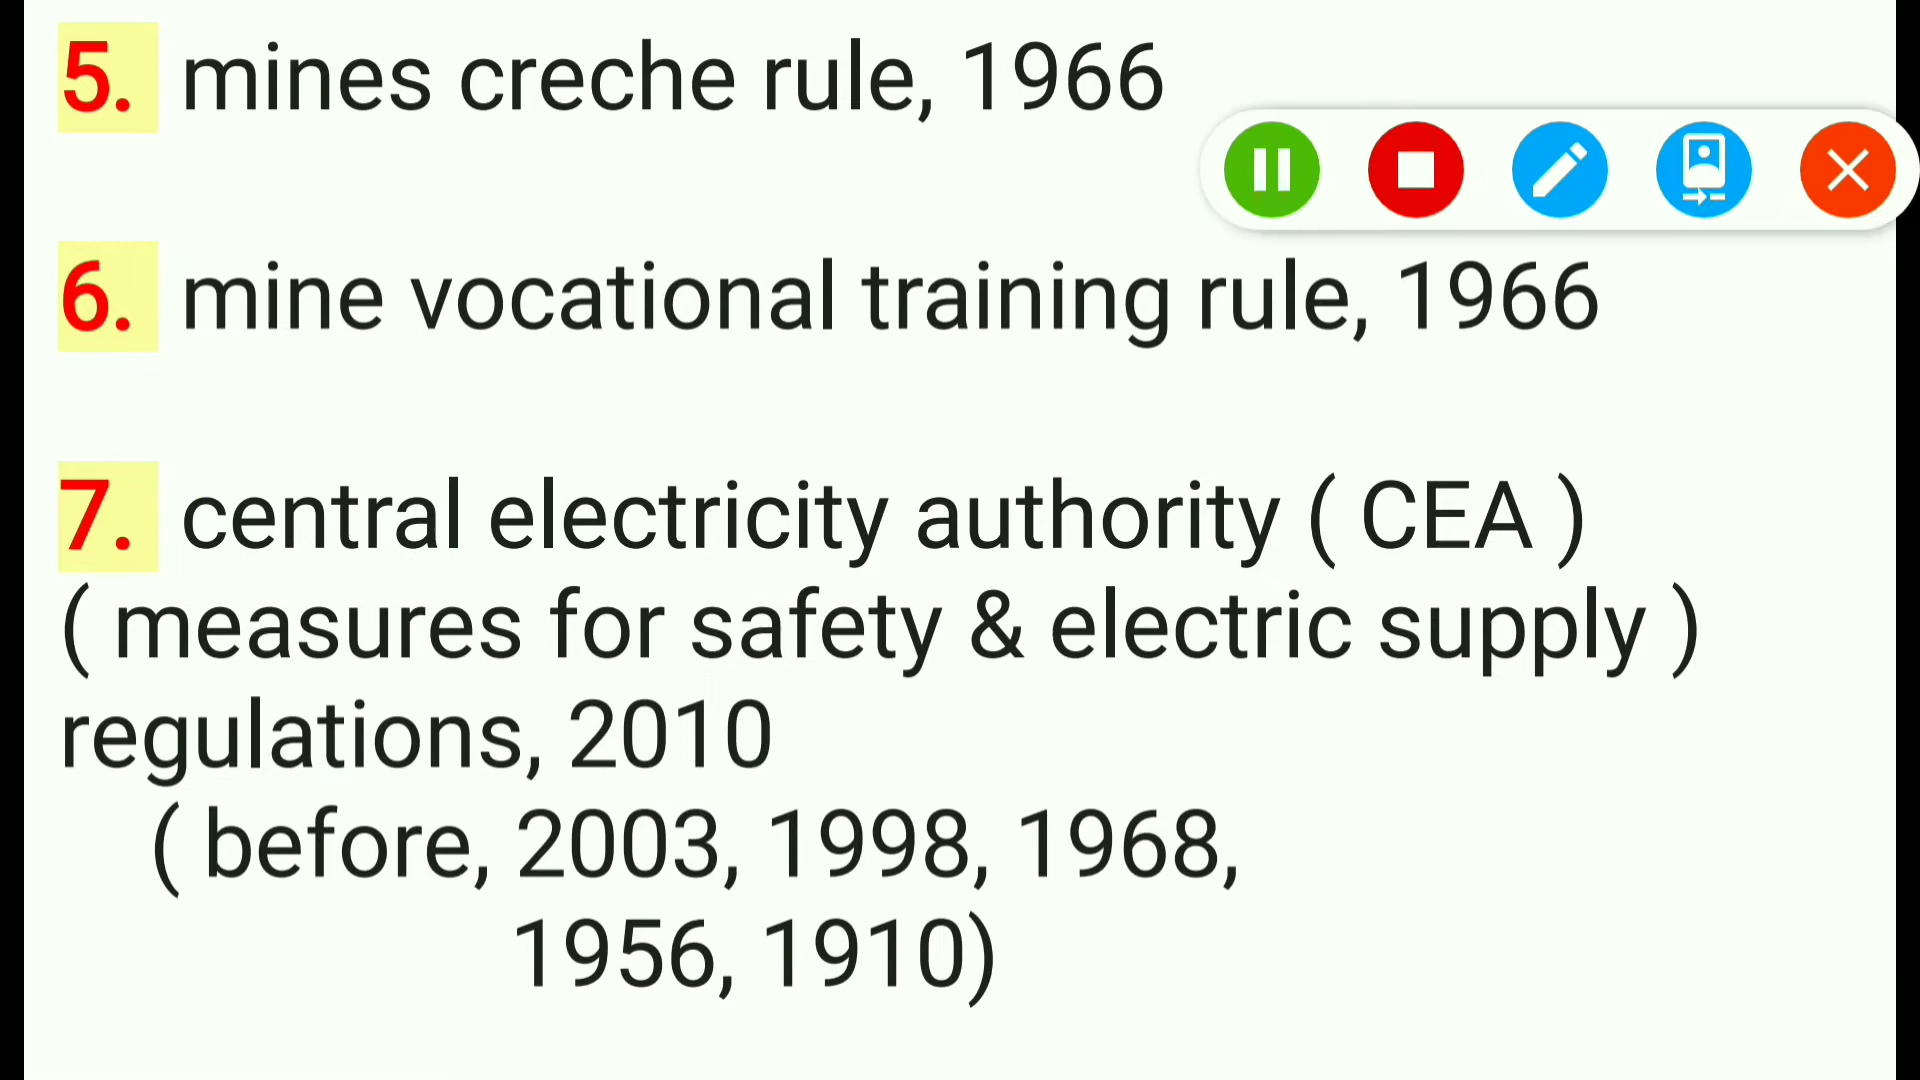 5. mines creche rule, 1966
6. mine vocational training rule, 1966
7. central electricity authority ( CEA )
( measures for safety & electric supply )
regulations, 2010
( before, 2003, 1998, 1968,
1956, 1910)